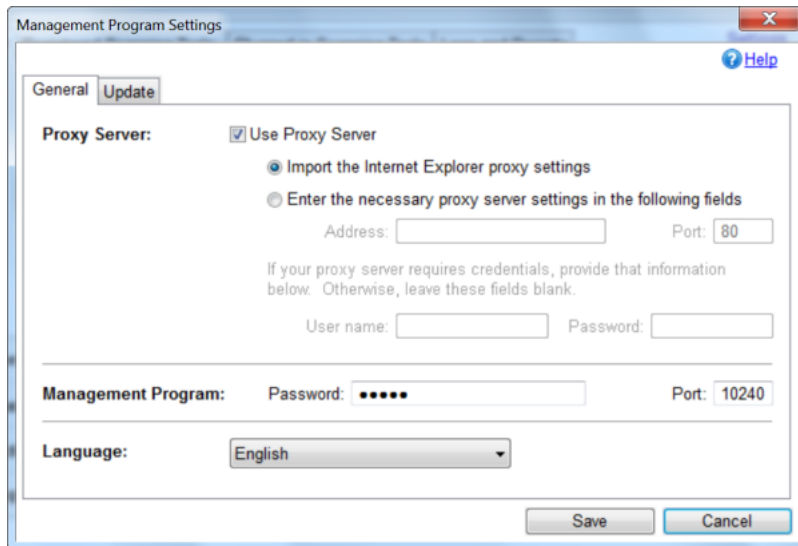 Management Program Settings
Help
General Update
Proxy Server: Use Proxy Server
Import the Internet Explorer proxy settings
Enter the necessary proxy server settings in the following fields
Address: Port: 80
If your proxy server requires credentials, provide that information
below. Otherwise, leave these fields blank.
User name: Password:
Management Program: Password: ●●●●● Port: 10240
Language: English
Save Cancel